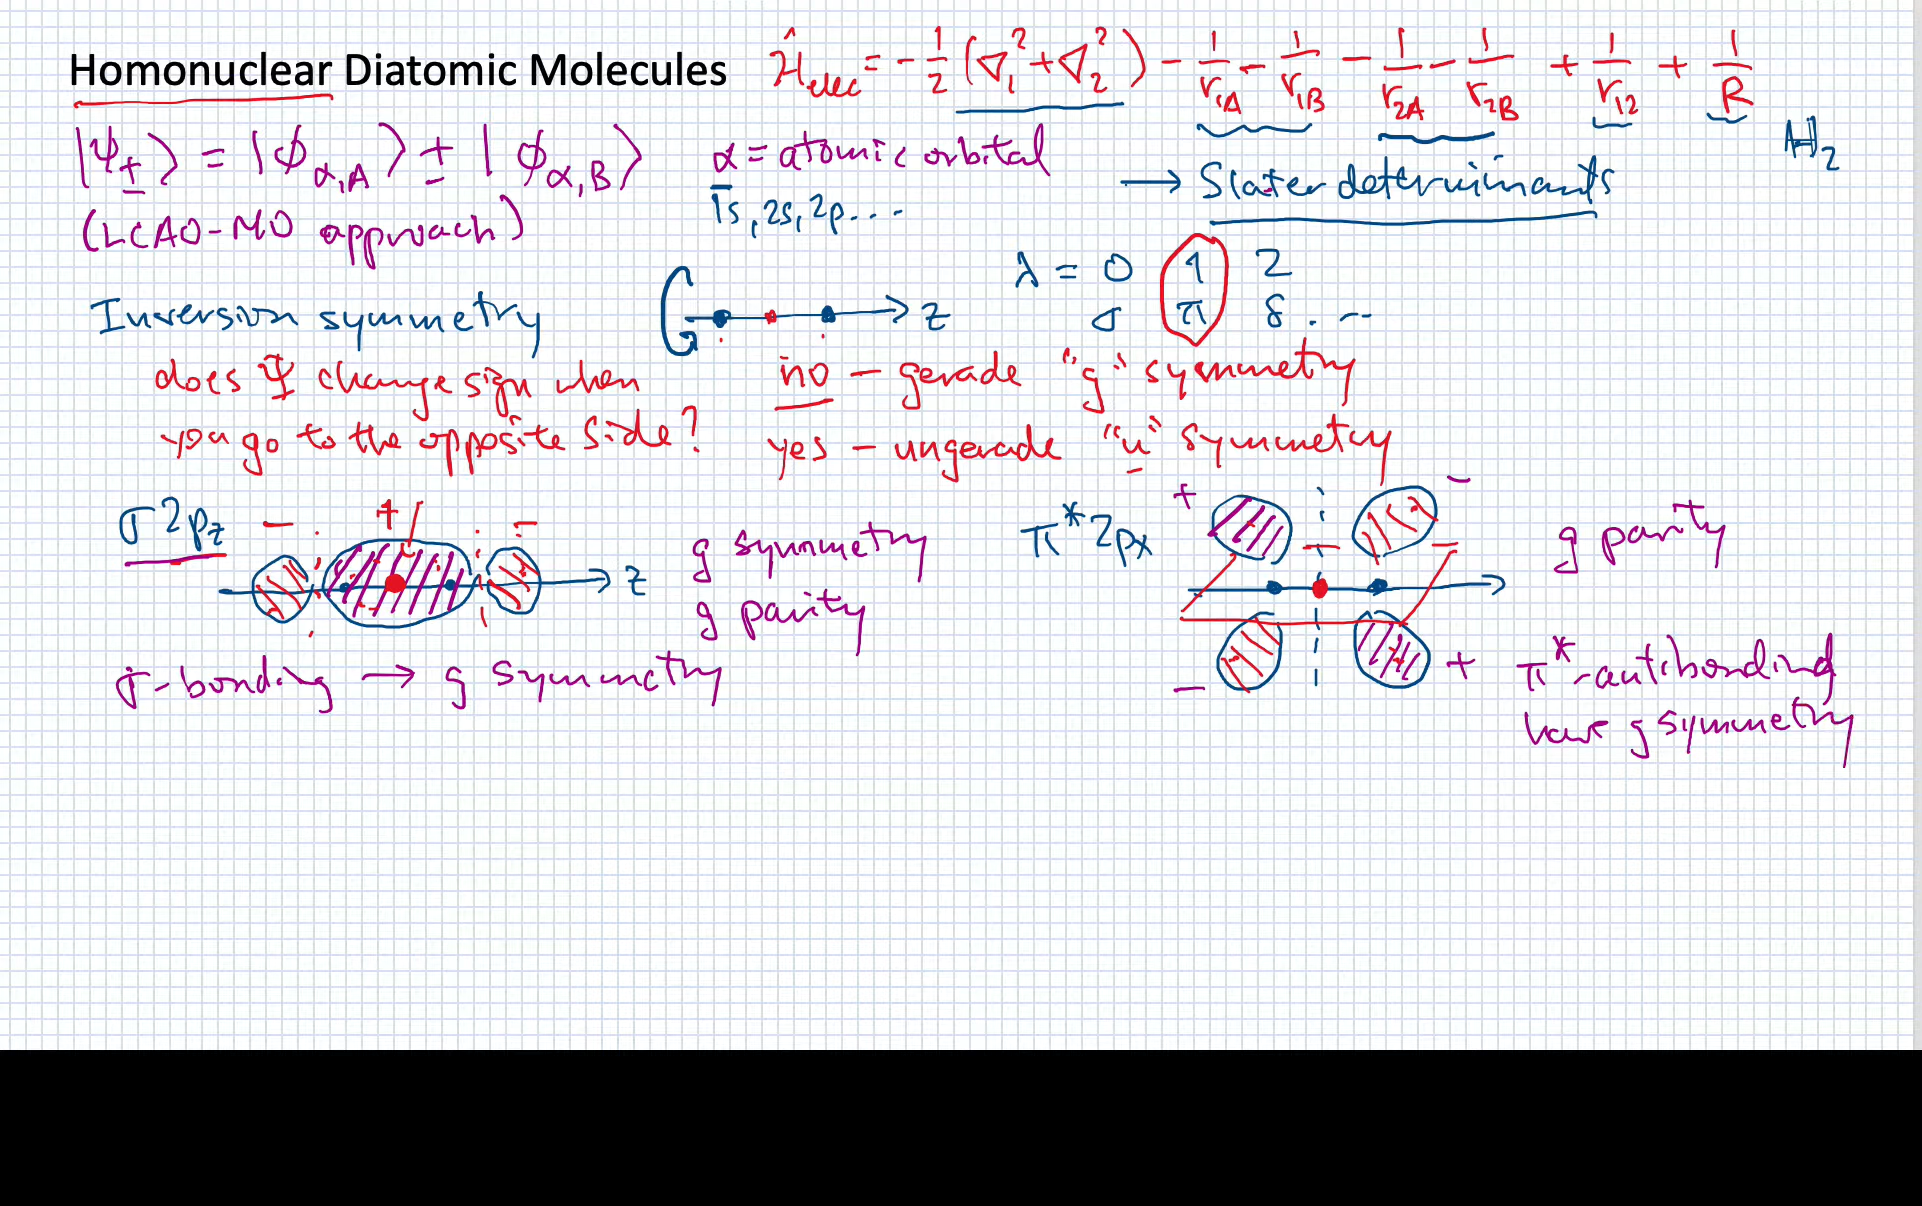 Homonuclear Diatomic Molecules
Ĥelec = -1/2 (∇₁² + ∇₂²) - 1/r1A - 1/r1B - 1/r2A - 1/r2B + 1/r12 + 1/R
|ψ±⟩ = |ϕα,A⟩ ± |ϕα,B⟩
α = atomic orbital
H₂
→ Slater determinants
1s, 2s, 2p...
(LCAO-MO approach)
λ = 0 1 2
σ π δ ...
Inversion symmetry
z
does Ψ change sign when
no - gerade "g" symmetry
you go to the opposite side?
yes - ungerade "u" symmetry
σ 2pz
- + -
z
g symmetry
g parity
π* 2px
+ -
g parity
- +
σ-bonding → g symmetry
π*-antibonding
have g symmetry